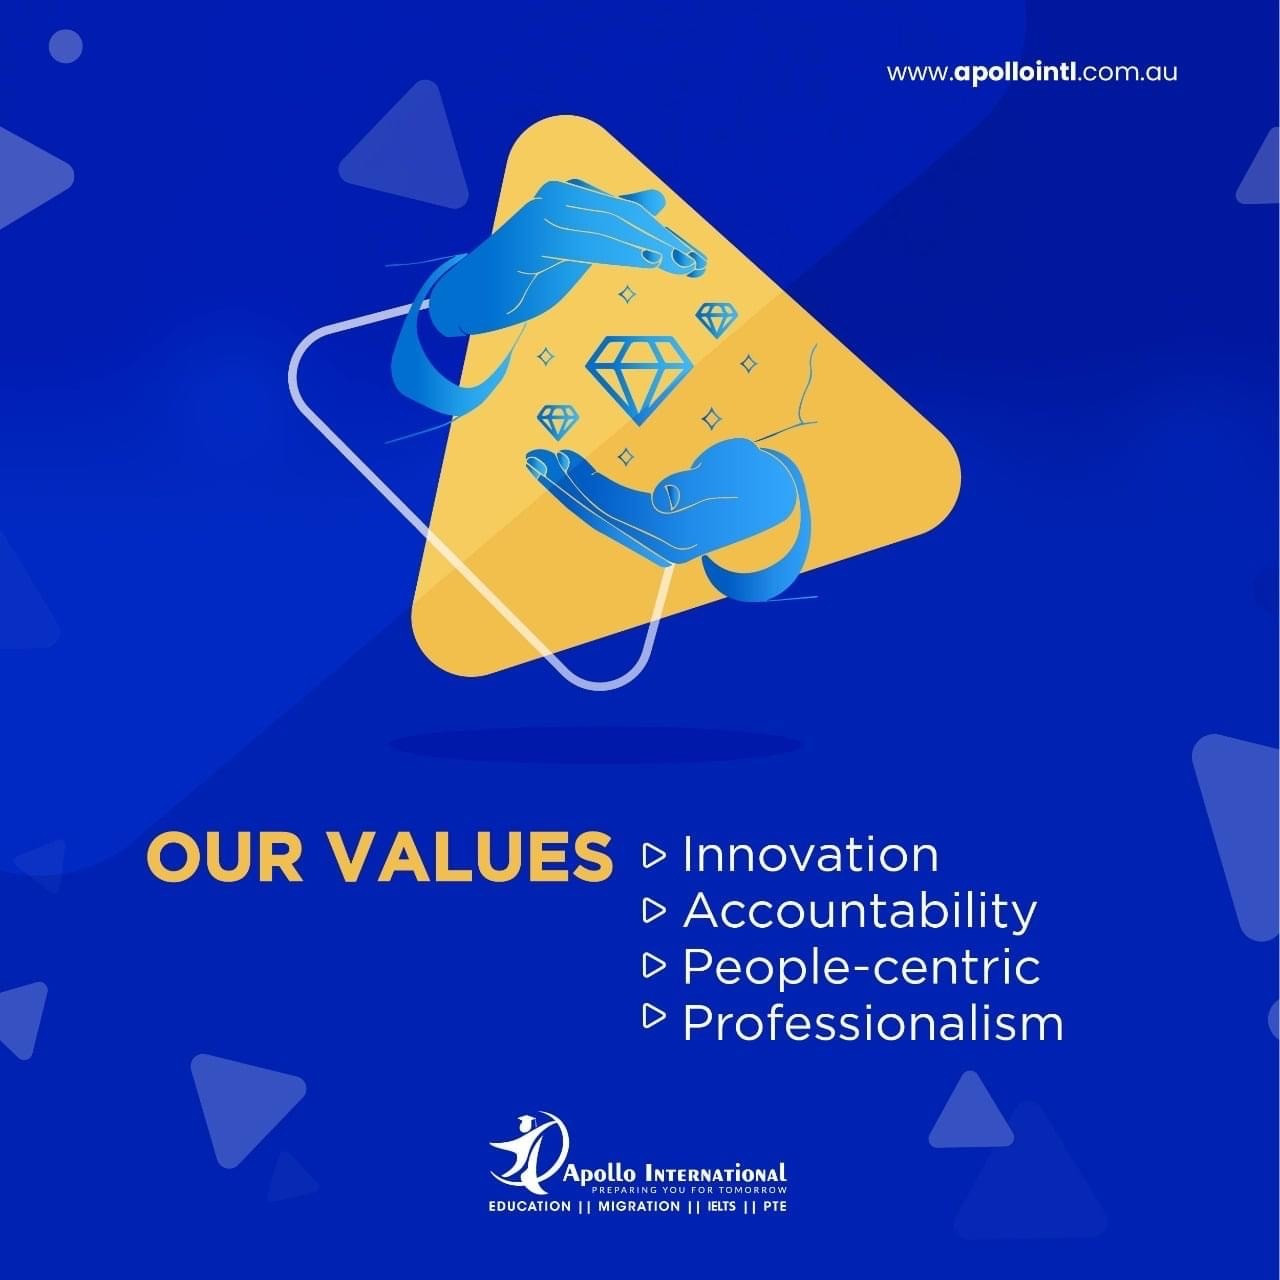 www.apollointl.com.au
OUR VALUES
Innovation
Accountability
People-centric
Professionalism
Apollo International
PREPARING YOU FOR TOMORROW
EDUCATION || MIGRATION || IELTS || PTE